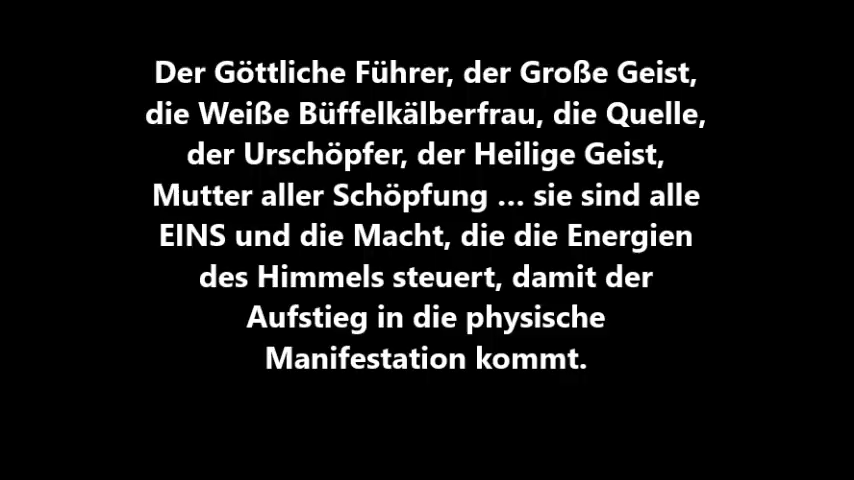 Der Göttliche Führer, der Große Geist,
die Weiße Büffelkälberfrau, die Quelle,
der Urschöpfer, der Heilige Geist,
Mutter aller Schöpfung ... sie sind alle
EINS und die Macht, die die Energien
des Himmels steuert, damit der
Aufstieg in die physische
Manifestation kommt.